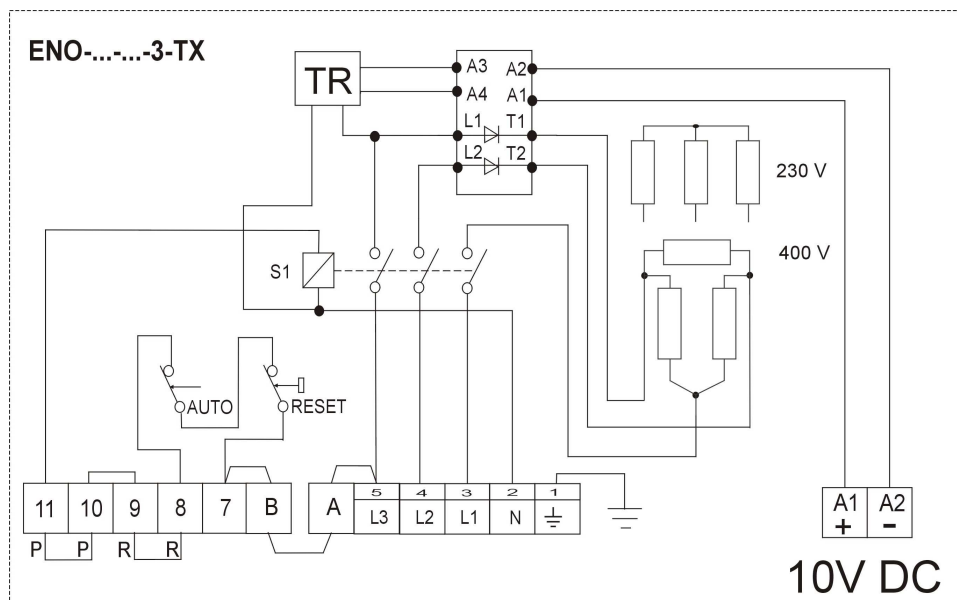 ENO-...-...-3-TX
TR
A3 A2
A4 A1
L1 T1
L2 T2
230 V
400 V
S1
AUTO
RESET
11 10 9 8 7 B A
5 4 3 2 1
L3 L2 L1 N
P P R R
A1 A2
+ -
10V DC